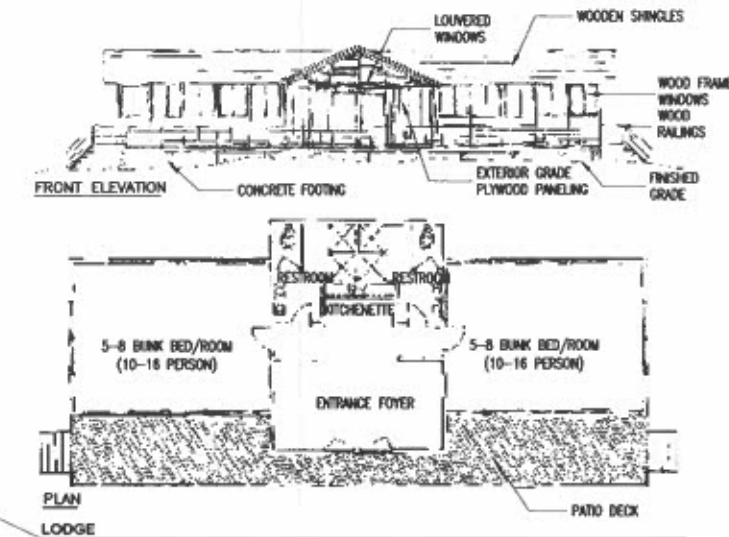 LOUVERED
WINDOWS
WOODEN SHINGLES
WOOD FRAME
WINDOWS
WOOD
RAILINGS
FRONT ELEVATION
CONCRETE FOOTING
EXTERIOR GRADE
PLYWOOD PANELING
FINISHED
GRADE
RESTROOM
RESTROOM
KITCHENETTE
5-8 BUNK BED/ROOM
(10-16 PERSON)
5-8 BUNK BED/ROOM
(10-16 PERSON)
ENTRANCE FOYER
PLAN
PATIO DECK
LODGE